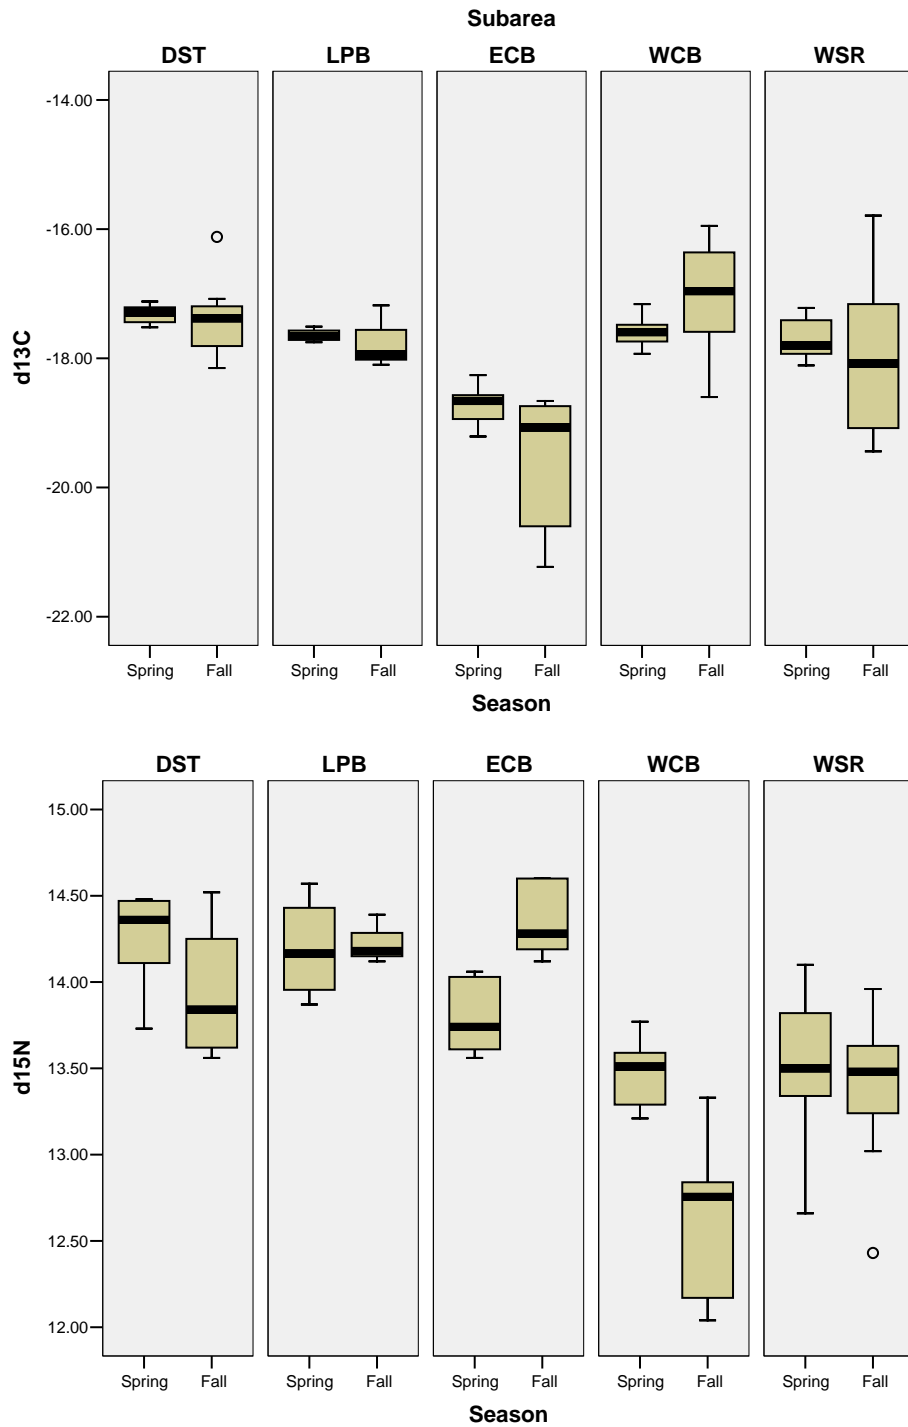 Subarea
DST LPB ECB WCB WSR
-14.00
-16.00
-18.00
-20.00
-22.00
d13C
Spring Fall Spring Fall Spring Fall Spring Fall Spring Fall
Season
DST LPB ECB WCB WSR
15.00
14.50
14.00
13.50
13.00
12.50
12.00
d15N
Spring Fall Spring Fall Spring Fall Spring Fall Spring Fall
Season